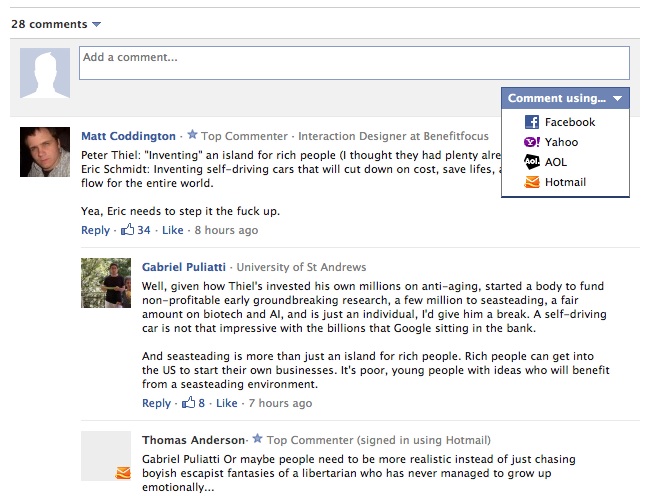 28 comments
Add a comment...
Comment using...
Facebook
Yahoo
AOL
Hotmail
Matt Coddington · Top Commenter · Interaction Designer at Benefitfocus
Peter Thiel: "Inventing" an island for rich people (I thought they had plenty
Eric Schmidt: Inventing self-driving cars that will cut down on cost, save lifes,
flow for the entire world.
Yea, Eric needs to step it the fuck up.
Reply · 34 · Like · 8 hours ago
Gabriel Puliatti · University of St Andrews
Well, given how Thiel's invested his own millions on anti-aging, started a body to fund
non-profitable early groundbreaking research, a few million to seasteading, a fair
amount on biotech and AI, and is just an individual, I'd give him a break. A self-driving
car is not that impressive with the billions that Google sitting in the bank.
And seasteading is more than just an island for rich people. Rich people can get into
the US to start their own businesses. It's poor, young people with ideas who will benefit
from a seasteading environment.
Reply · 8 · Like · 7 hours ago
Thomas Anderson · Top Commenter (signed in using Hotmail)
Gabriel Puliatti Or maybe people need to be more realistic instead of just chasing
boyish escapist fantasies of a libertarian who has never managed to grow up
emotionally...